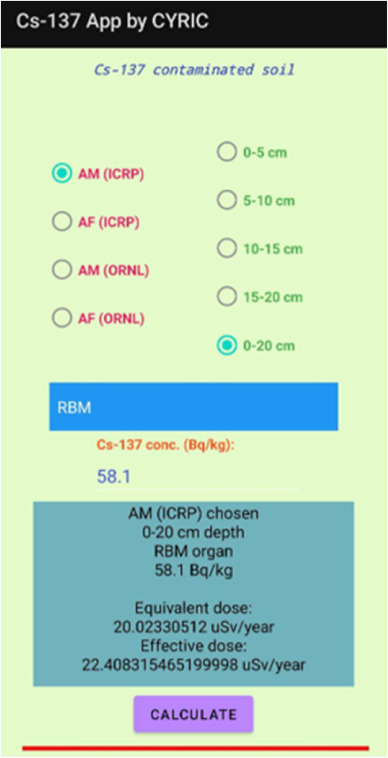 Cs-137 App by CYRIC
Cs-137 contaminated soil
AM (ICRP)
AF (ICRP)
AM (ORNL)
AF (ORNL)
0-5 cm
5-10 cm
10-15 cm
15-20 cm
0-20 cm
RBM
Cs-137 conc. (Bq/kg):
58.1
AM (ICRP) chosen
0-20 cm depth
RBM organ
58.1 Bq/kg
Equivalent dose:
20.02330512 uSv/year
Effective dose:
22.408315465199998 uSv/year
CALCULATE